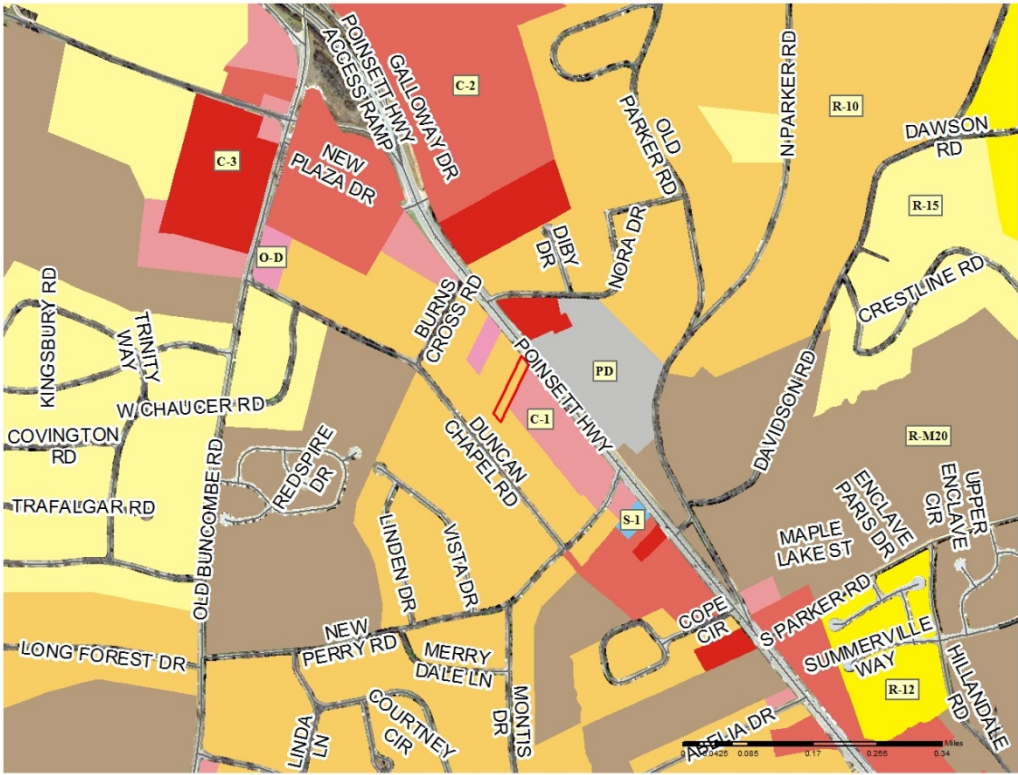 POINSETT HWY
ACCESS RAMP
GALLOWAY DR
C-2
OLD
PARKER RD
N PARKER RD
R-10
DAWSON
RD
C-3
NEW
PLAZA DR
R-15
O-D
DIBY
DR
NORA DR
CRESTLINE RD
KINGSBURY RD
TRINITY
WAY
BURNS
CROSS RD
POINSETT HWY
PD
W CHAUCER RD
C-1
DAVIDSON RD
COVINGTON
RD
OLD BUNCOMBE RD
REDSPIRE
DR
DUNCAN
CHAPEL RD
R-M20
TRAFALGAR RD
LINDEN DR
VISTA DR
S-1
MAPLE
LAKE ST
ENCLAVE
PARIS DR
ENCLAVE
CIR
UPPER
NEW
PERRY RD
COPE
CIR
S PARKER RD
LONG FOREST DR
MERRY
DALE LN
SUMMERVILLE
WAY
HILLANDALE
RD
R-12
LINDA
LN
COURTNEY
CIR
MONTIS
DR
ABELIA DR
Miles
0.0425
0.085
0.17
0.255
0.34